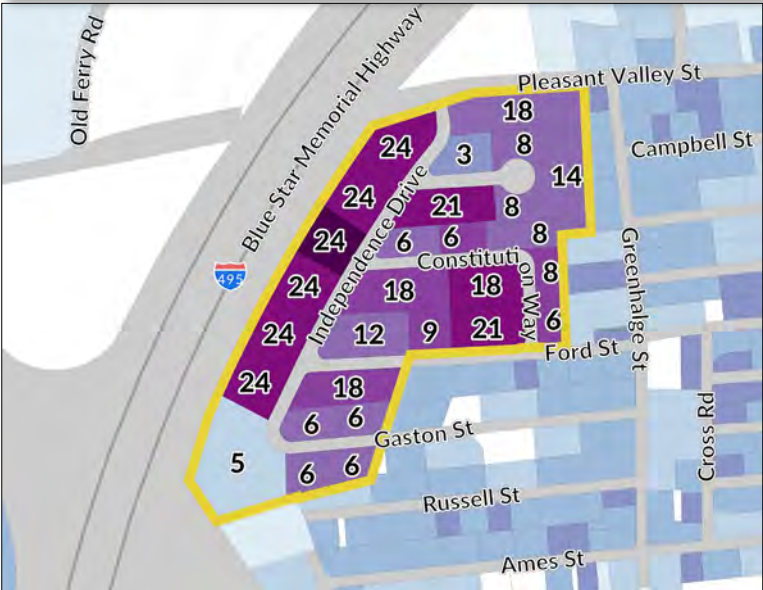 Old Ferry Rd
Blue Star Memorial Highway
Pleasant Valley St
18
24
3
8
Campbell St
14
24
21
8
24
6
6
8
Independence Drive
Constitution Way
8
495
24
18
18
Greenhalge St
24
12
9
21
6
Ford St
24
18
6
6
Gaston St
Cross Rd
5
6
6
Russell St
Ames St